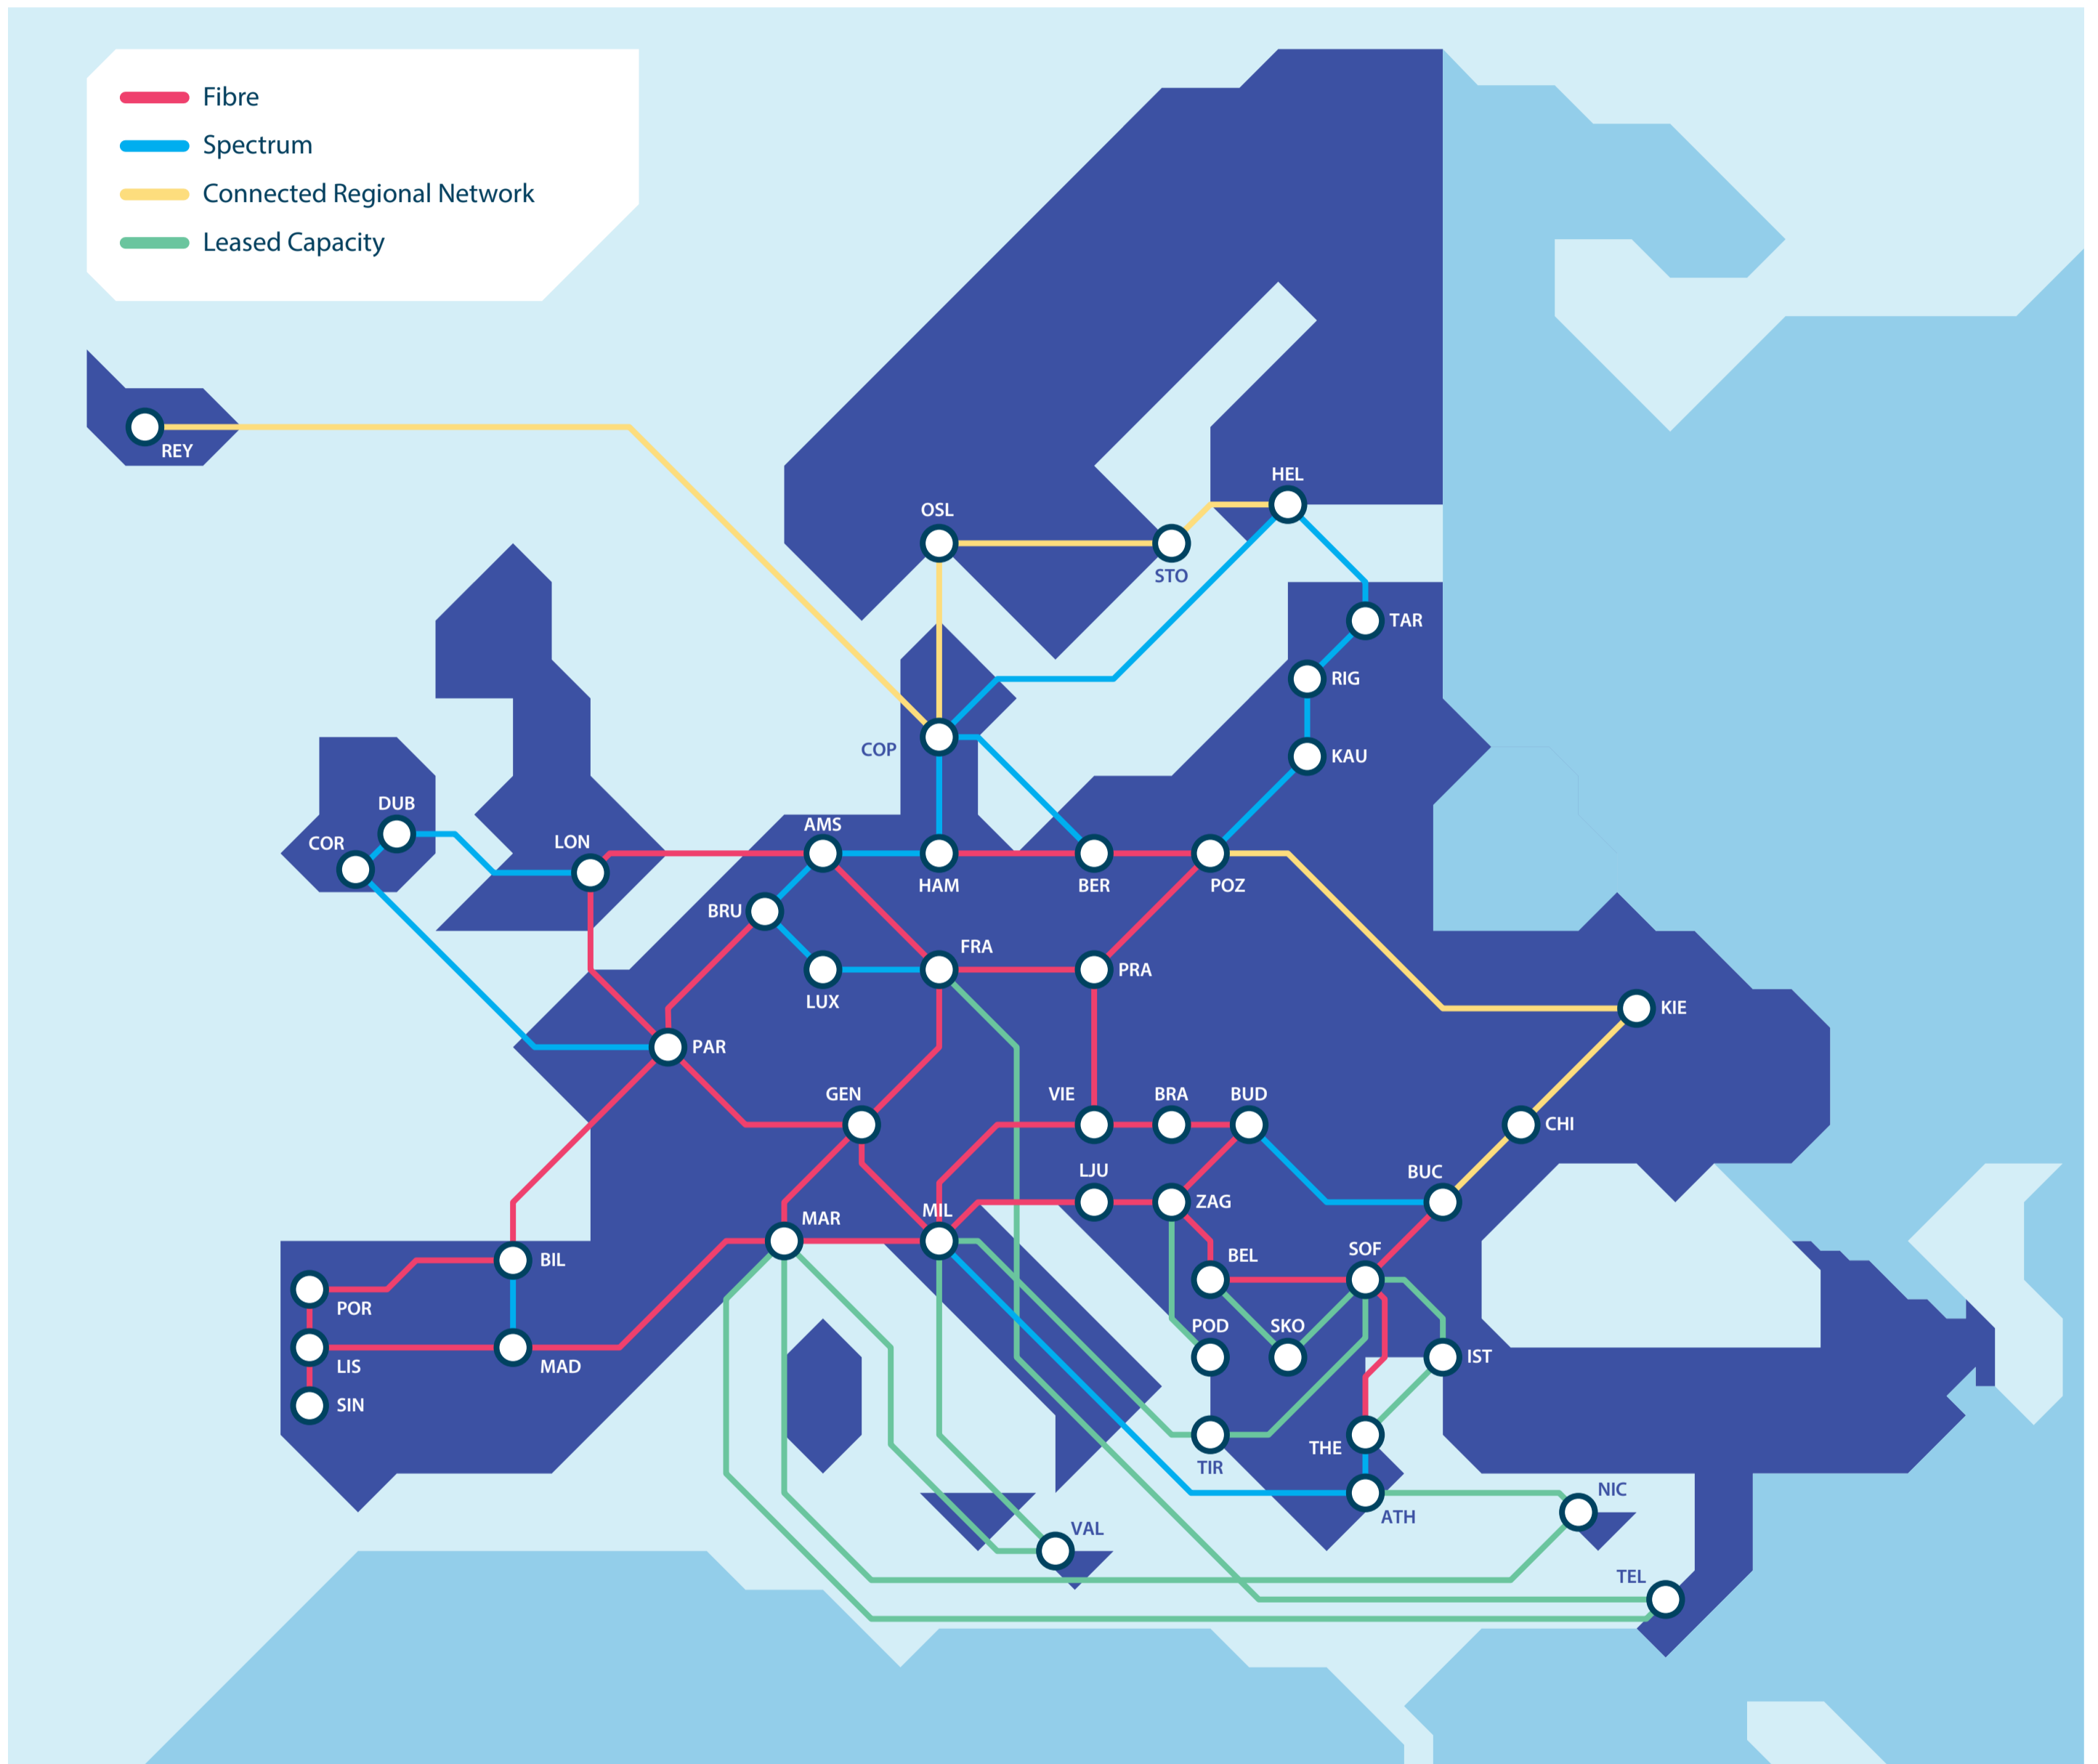 Fibre
Spectrum
Connected Regional Network
Leased Capacity
REY
HEL
OSL
STO
TAR
RIG
COP
KAU
DUB
COR
LON
AMS
HAM
BER
POZ
BRU
FRA
PRA
LUX
KIE
PAR
GEN
VIE
BRA
BUD
CHI
LJU
BUC
ZAG
MAR
MIL
BIL
BEL
SOF
POR
POD
SKO
LIS
MAD
IST
SIN
THE
TIR
NIC
ATH
VAL
TEL